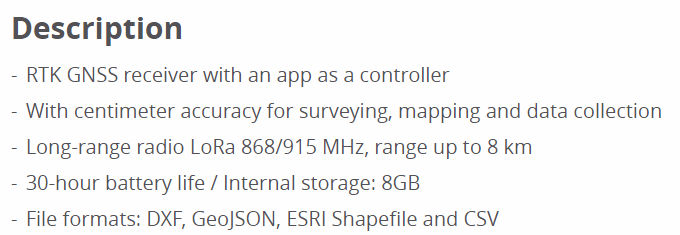 Description
- RTK GNSS receiver with an app as a controller
- With centimeter accuracy for surveying, mapping and data collection
- Long-range radio LoRa 868/915 MHz, range up to 8 km
- 30-hour battery life / Internal storage: 8GB
- File formats: DXF, GeoJSON, ESRI Shapefile and CSV